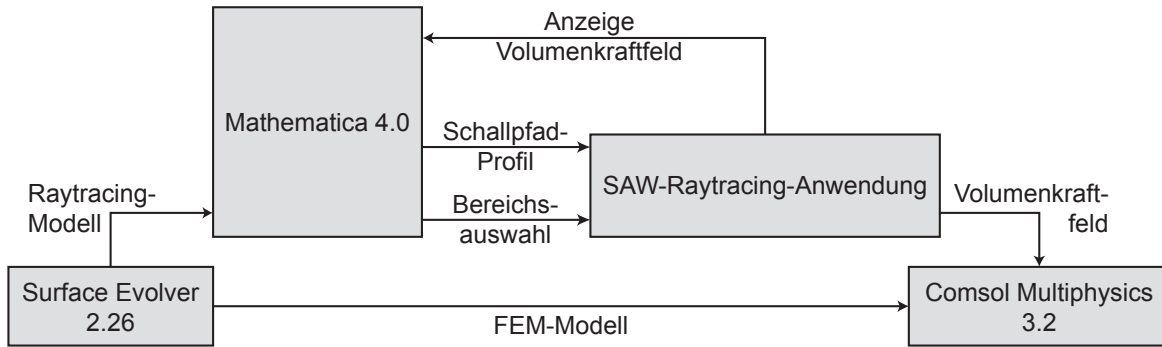 Anzeige
Volumenkraftfeld
Mathematica 4.0
Schallpfad-
Profil
SAW-Raytracing-Anwendung
Raytracing-
Modell
Bereichs-
auswahl
Volumenkraft-
feld
Surface Evolver
2.26
FEM-Modell
Comsol Multiphysics
3.2